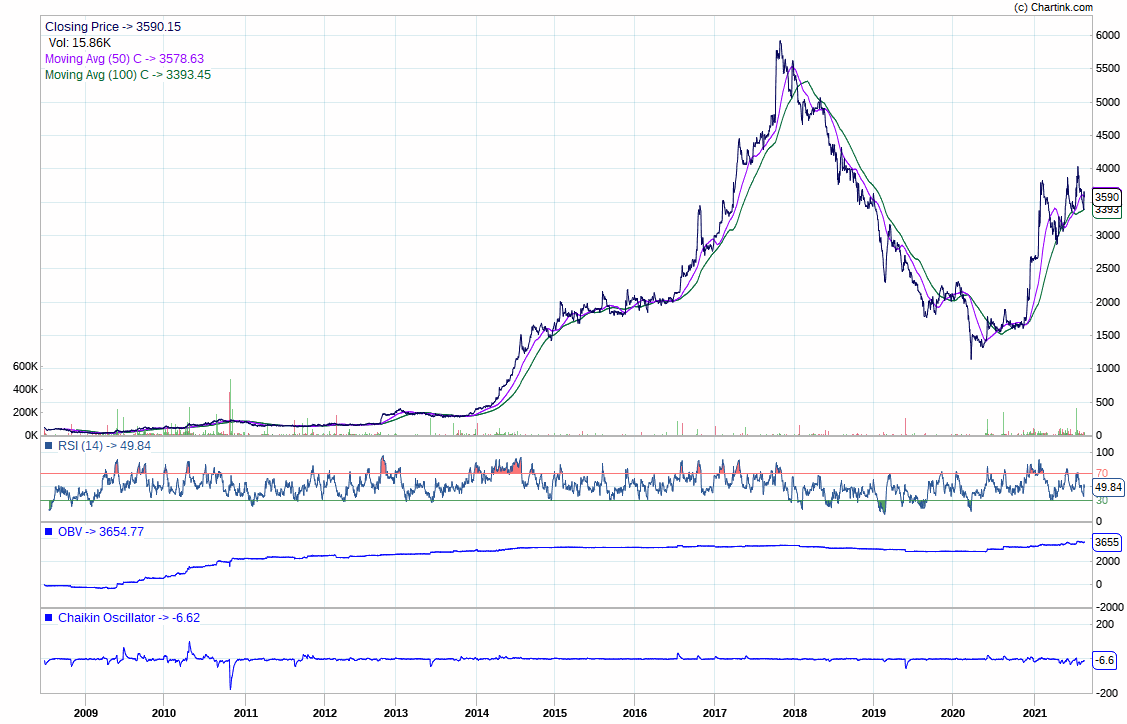 (c) Chartink.com
Closing Price -> 3590.15
Vol: 15.86K
Moving Avg (50) C -> 3578.63
Moving Avg (100) C -> 3393.45
6000
5500
5000
4500
4000
3590
3393
3000
2500
2000
1500
1000
500
0
600K
400K
200K
0K
RSI (14) -> 49.84
100
70
49.84
30
0
OBV -> 3654.77
3655
2000
0
-2000
Chaikin Oscillator -> -6.62
200
-6.6
-200
2009 2010 2011 2012 2013 2014 2015 2016 2017 2018 2019 2020 2021